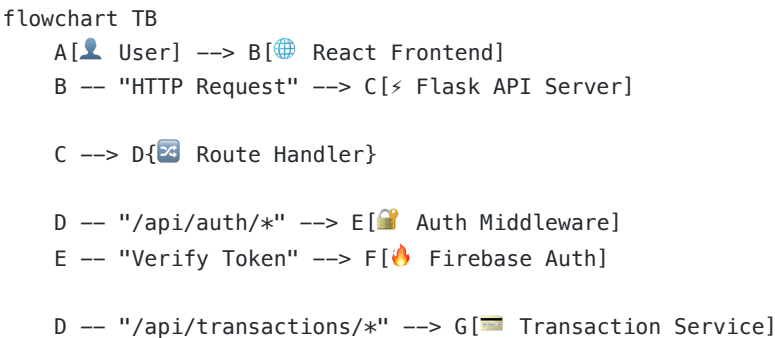 flowchart TB
    A[👤 User] --> B[🌐 React Frontend]
    B -- "HTTP Request" --> C[⚡ Flask API Server]

    C --> D{🔀 Route Handler}

    D -- "/api/auth/*" --> E[🔐 Auth Middleware]
    E -- "Verify Token" --> F[🔥 Firebase Auth]

    D -- "/api/transactions/*" --> G[💳 Transaction Service]